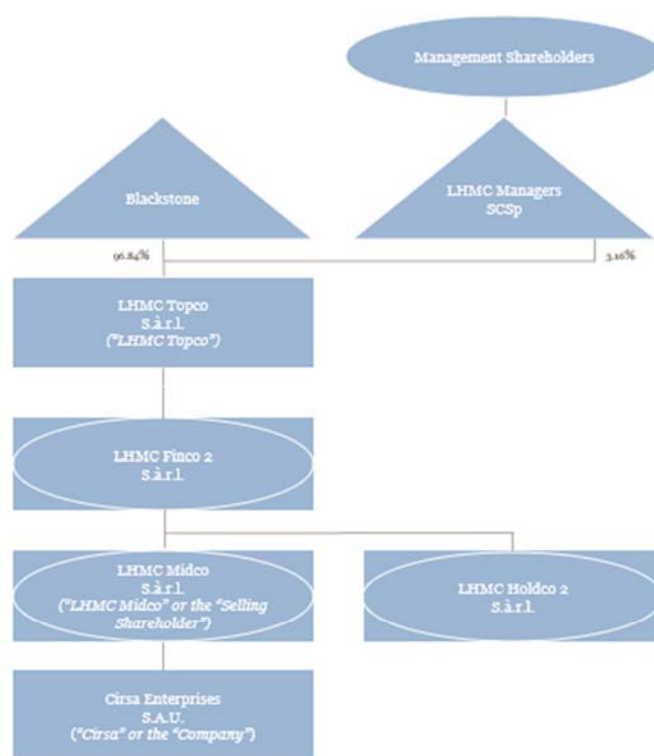 Management Shareholders
Blackstone
LHMC Managers
SCSp
96.84%
3.16%
LHMC Topco
S.à.r.l.
("LHMC Topco")
LHMC Finco 2
S.à.r.l.
LHMC Midco
S.à.r.l.
("LHMC Midco" or the "Selling
Shareholder")
LHMC Holdco 2
S.à.r.l.
Cirsa Enterprises
S.A.U.
("Cirsa" or the "Company")